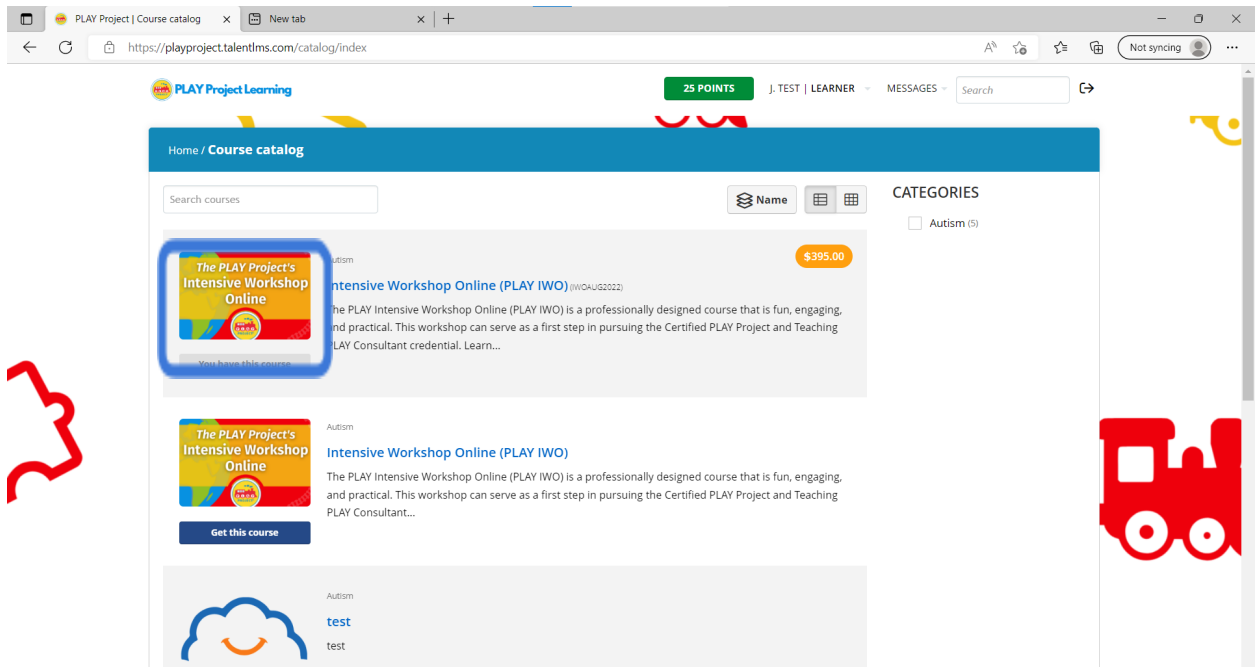 PLAY Project | Course catalog
New tab
https://playproject.talentlms.com/catalog/index
Not syncing
PLAY Project Learning
25 POINTS
J. TEST | LEARNER
MESSAGES
Search
Home / Course catalog
Search courses
Name
CATEGORIES
Autism (5)
The PLAY Project's
Intensive Workshop
Online
You have this course
utism
$395.00
ntensive Workshop Online (PLAY IWO) (IWOAUG2022)
he PLAY Intensive Workshop Online (PLAY IWO) is a professionally designed course that is fun, engaging,
nd practical. This workshop can serve as a first step in pursuing the Certified PLAY Project and Teaching
LAY Consultant credential. Learn...
The PLAY Project's
Intensive Workshop
Online
Get this course
Autism
Intensive Workshop Online (PLAY IWO)
The PLAY Intensive Workshop Online (PLAY IWO) is a professionally designed course that is fun, engaging,
and practical. This workshop can serve as a first step in pursuing the Certified PLAY Project and Teaching
PLAY Consultant...
Autism
test
test